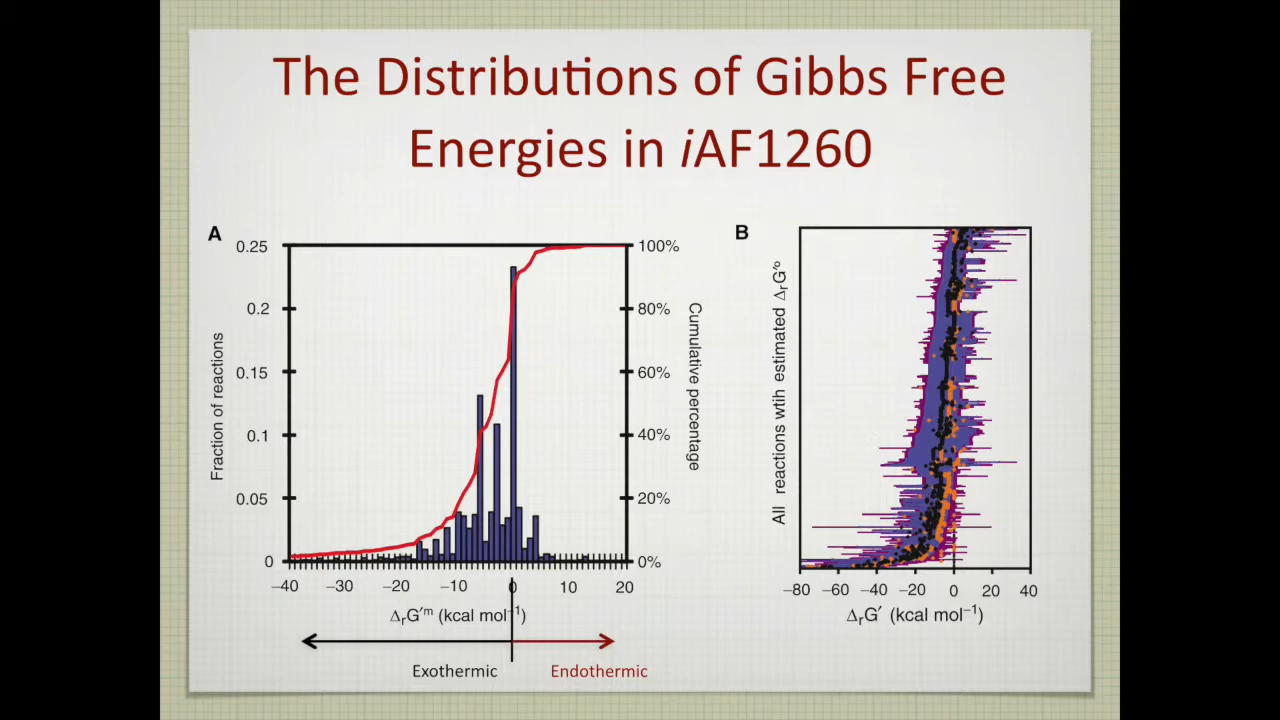 The Distributions of Gibbs Free
Energies in iAF1260
A
0.25
0.2
0.15
0.1
0.05
0
Fraction of reactions
100%
80%
60%
40%
20%
0%
Cumulative percentage
−40 −30 −20 −10 0 10 20
ΔrG′m (kcal mol−1)
Exothermic
Endothermic
B
All reactions wtih estimated ΔrG′o
−80 −60 −40 −20 0 20 40
ΔrG′ (kcal mol−1)